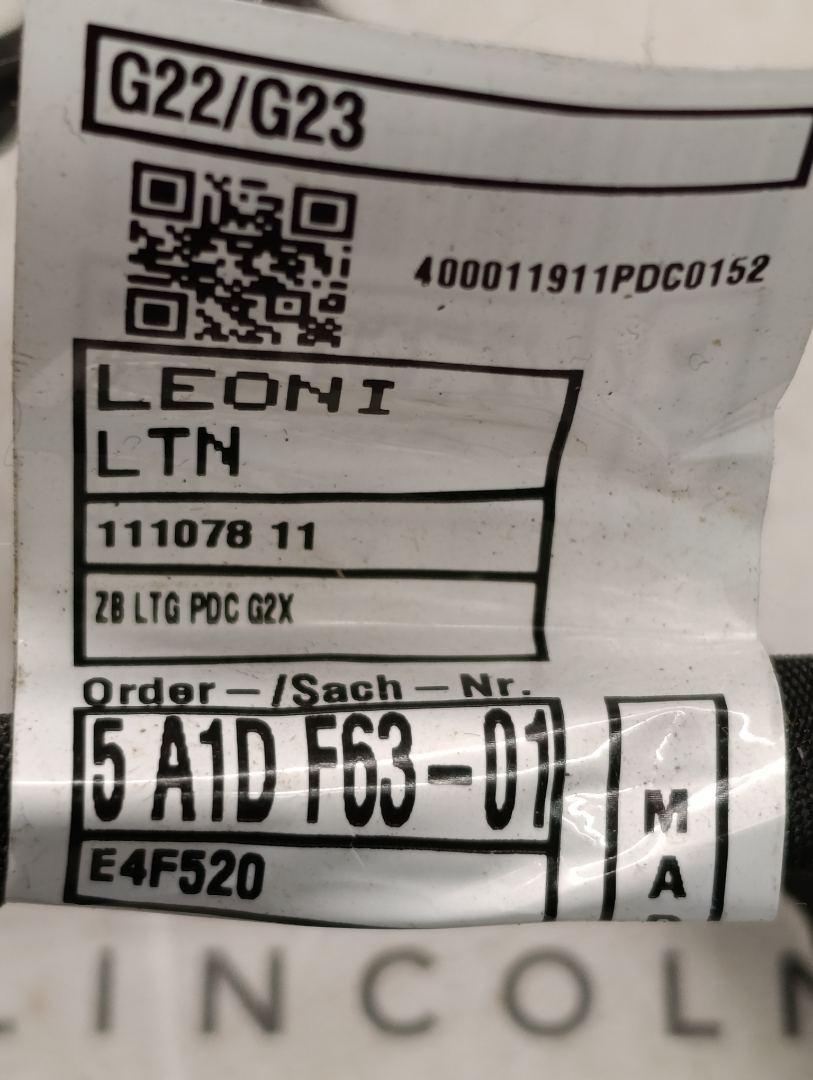 G22/G23
400011911PDC0152
LEONI
LTN
111078 11
ZB LTG PDC G2X
Order-/Sach-Nr.
5 A1D F63-01
E4F520
M
A
LINCOLN